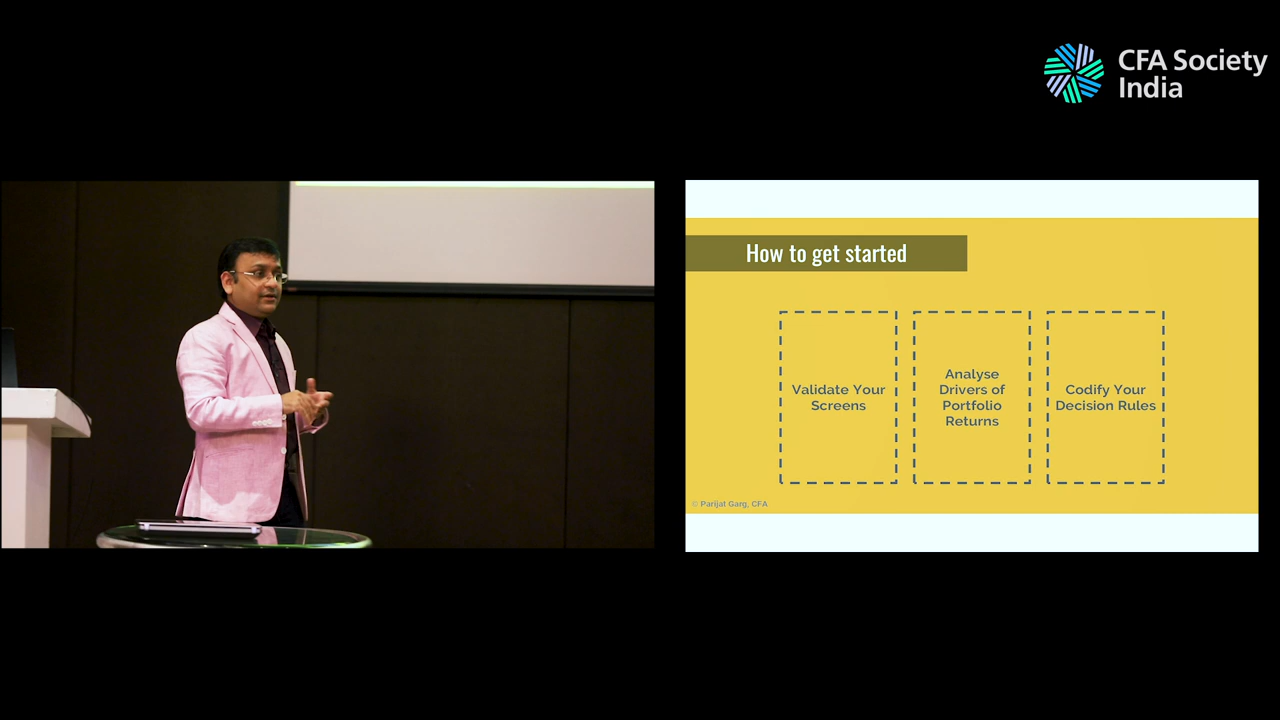 CFA Society
India
How to get started
Validate Your
Screens
Analyse
Drivers of
Portfolio
Returns
Codify Your
Decision Rules
© Parijat Garg, CFA